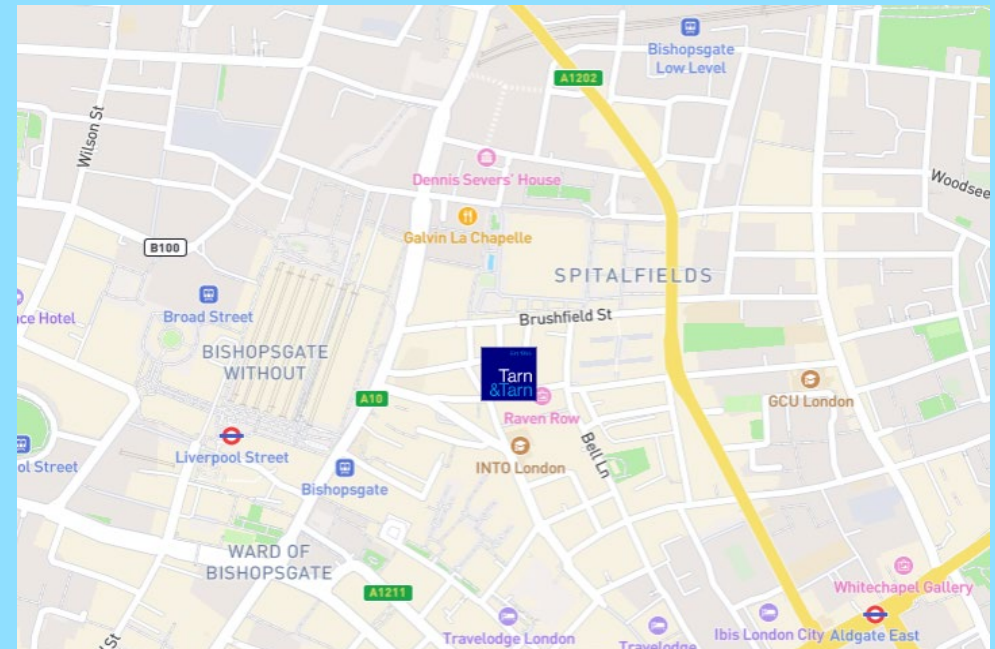 Bishopsgate
Low Level
A1202
Wilson St
Dennis Severs' House
Woodsee
Galvin La Chapelle
B100
SPITALFIELDS
ce Hotel
Broad Street
Brushfield St
BISHOPSGATE
WITHOUT
Tarn
&Tarn
A10
Raven Row
GCU London
Bell Ln
ol Street
Liverpool Street
INTO London
Bishopsgate
WARD OF
BISHOPSGATE
Whitechapel Gallery
A1211
St
Travelodge London
Travelodge
Ibis London City
Aldgate East